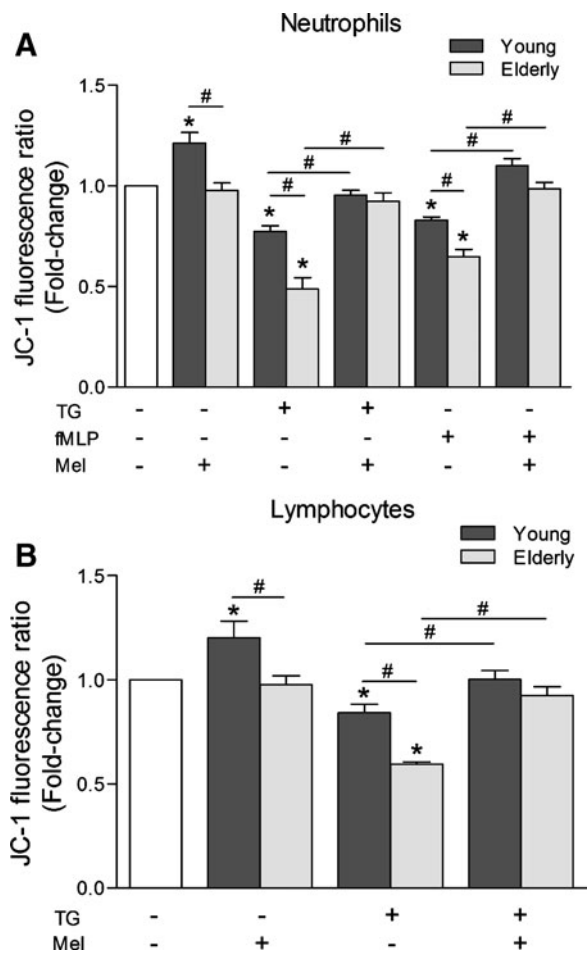 Neutrophils
A
Young
Elderly
JC-1 fluorescence ratio
(Fold-change)
1.5
1.0
0.5
0.0
* # * # * # # * # * # #
TG - - + + - -
fMLP - - - - + +
Mel - + - + - +
Lymphocytes
B
Young
Elderly
JC-1 fluorescence ratio
(Fold-change)
1.5
1.0
0.5
0.0
* # * # * # #
TG - - + +
Mel - + - +